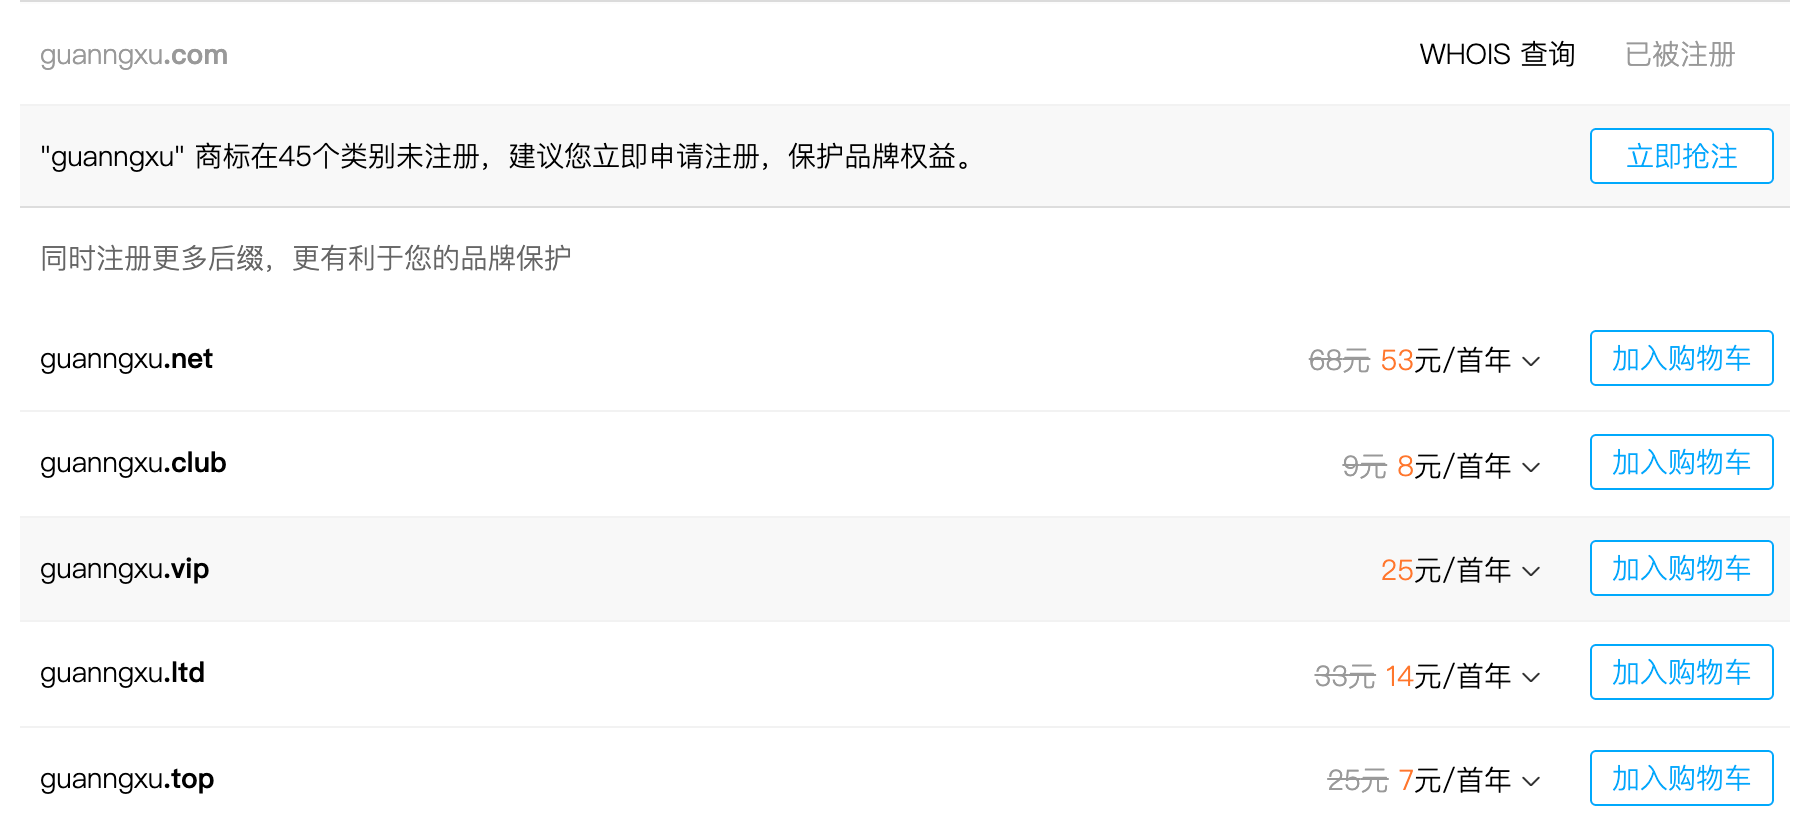 guanngxu.com WHOIS 查询 已被注册
"guanngxu" 商标在45个类别未注册，建议您立即申请注册，保护品牌权益。 立即抢注
同时注册更多后缀，更有利于您的品牌保护
guanngxu.net 68元 53元/首年 加入购物车
guanngxu.club 9元 8元/首年 加入购物车
guanngxu.vip 25元/首年 加入购物车
guanngxu.ltd 33元 14元/首年 加入购物车
guanngxu.top 25元 7元/首年 加入购物车